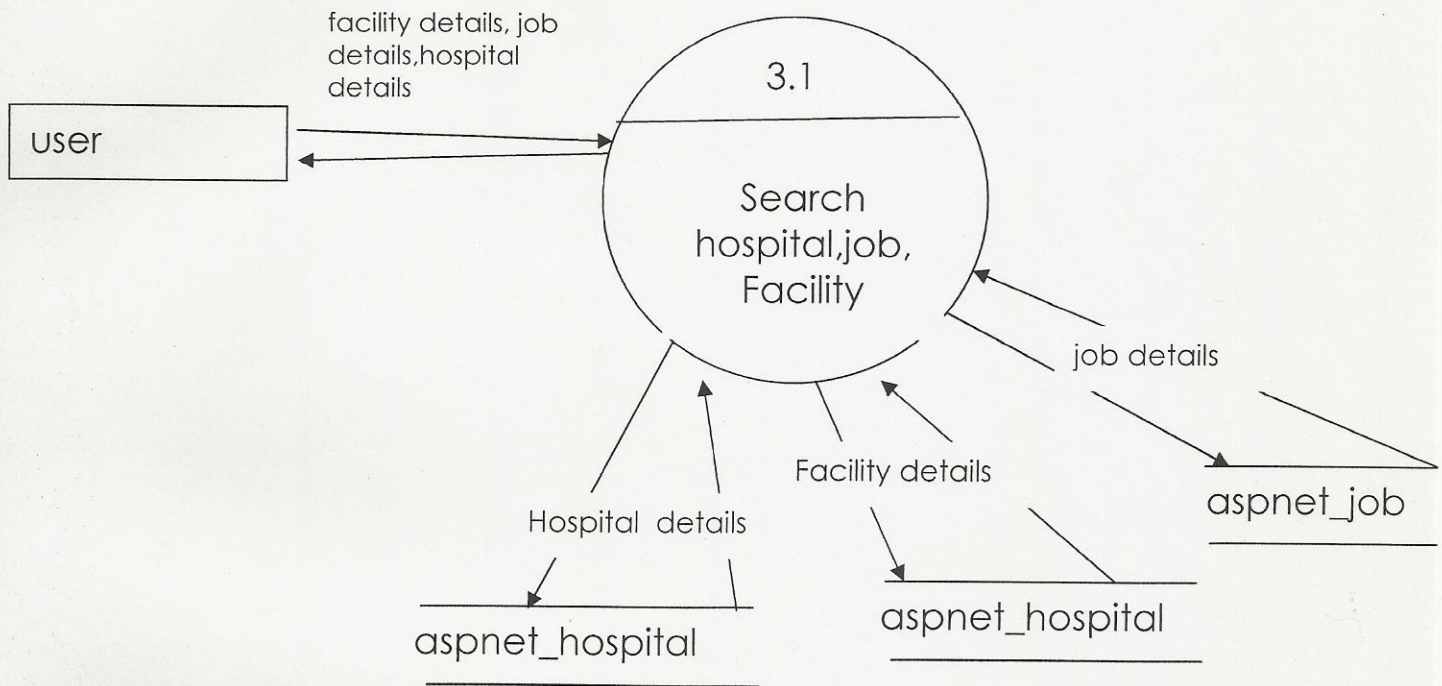 facility details, job
details,hospital
details
user
3.1
Search
hospital,job,
Facility
job details
Facility details
Hospital  details
aspnet_job
aspnet_hospital
aspnet_hospital